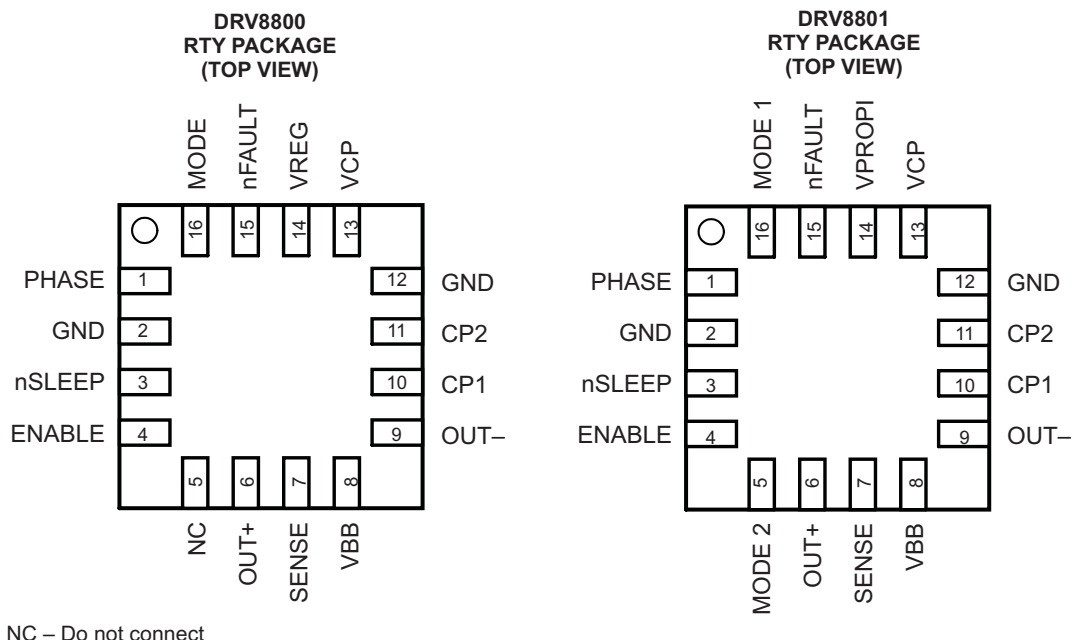 DRV8800
RTY PACKAGE
(TOP VIEW)
MODE
nFAULT
VREG
VCP
16
15
14
13
PHASE 1
GND 2
nSLEEP 3
ENABLE 4
12 GND
11 CP2
10 CP1
9 OUT–
5
6
7
8
NC
OUT+
SENSE
VBB
DRV8801
RTY PACKAGE
(TOP VIEW)
MODE 1
nFAULT
VPROPI
VCP
16
15
14
13
PHASE 1
GND 2
nSLEEP 3
ENABLE 4
12 GND
11 CP2
10 CP1
9 OUT–
5
6
7
8
MODE 2
OUT+
SENSE
VBB
NC – Do not connect